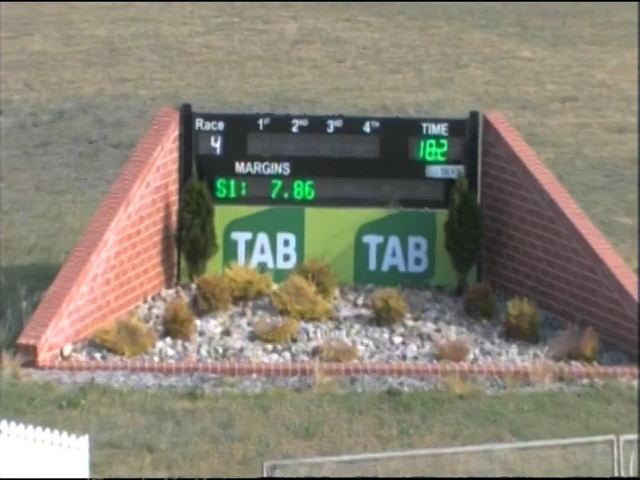 Race 1ST 2ND 3RD 4TH TIME
4 18.2
MARGINS
S1: 7.86
TAB TAB